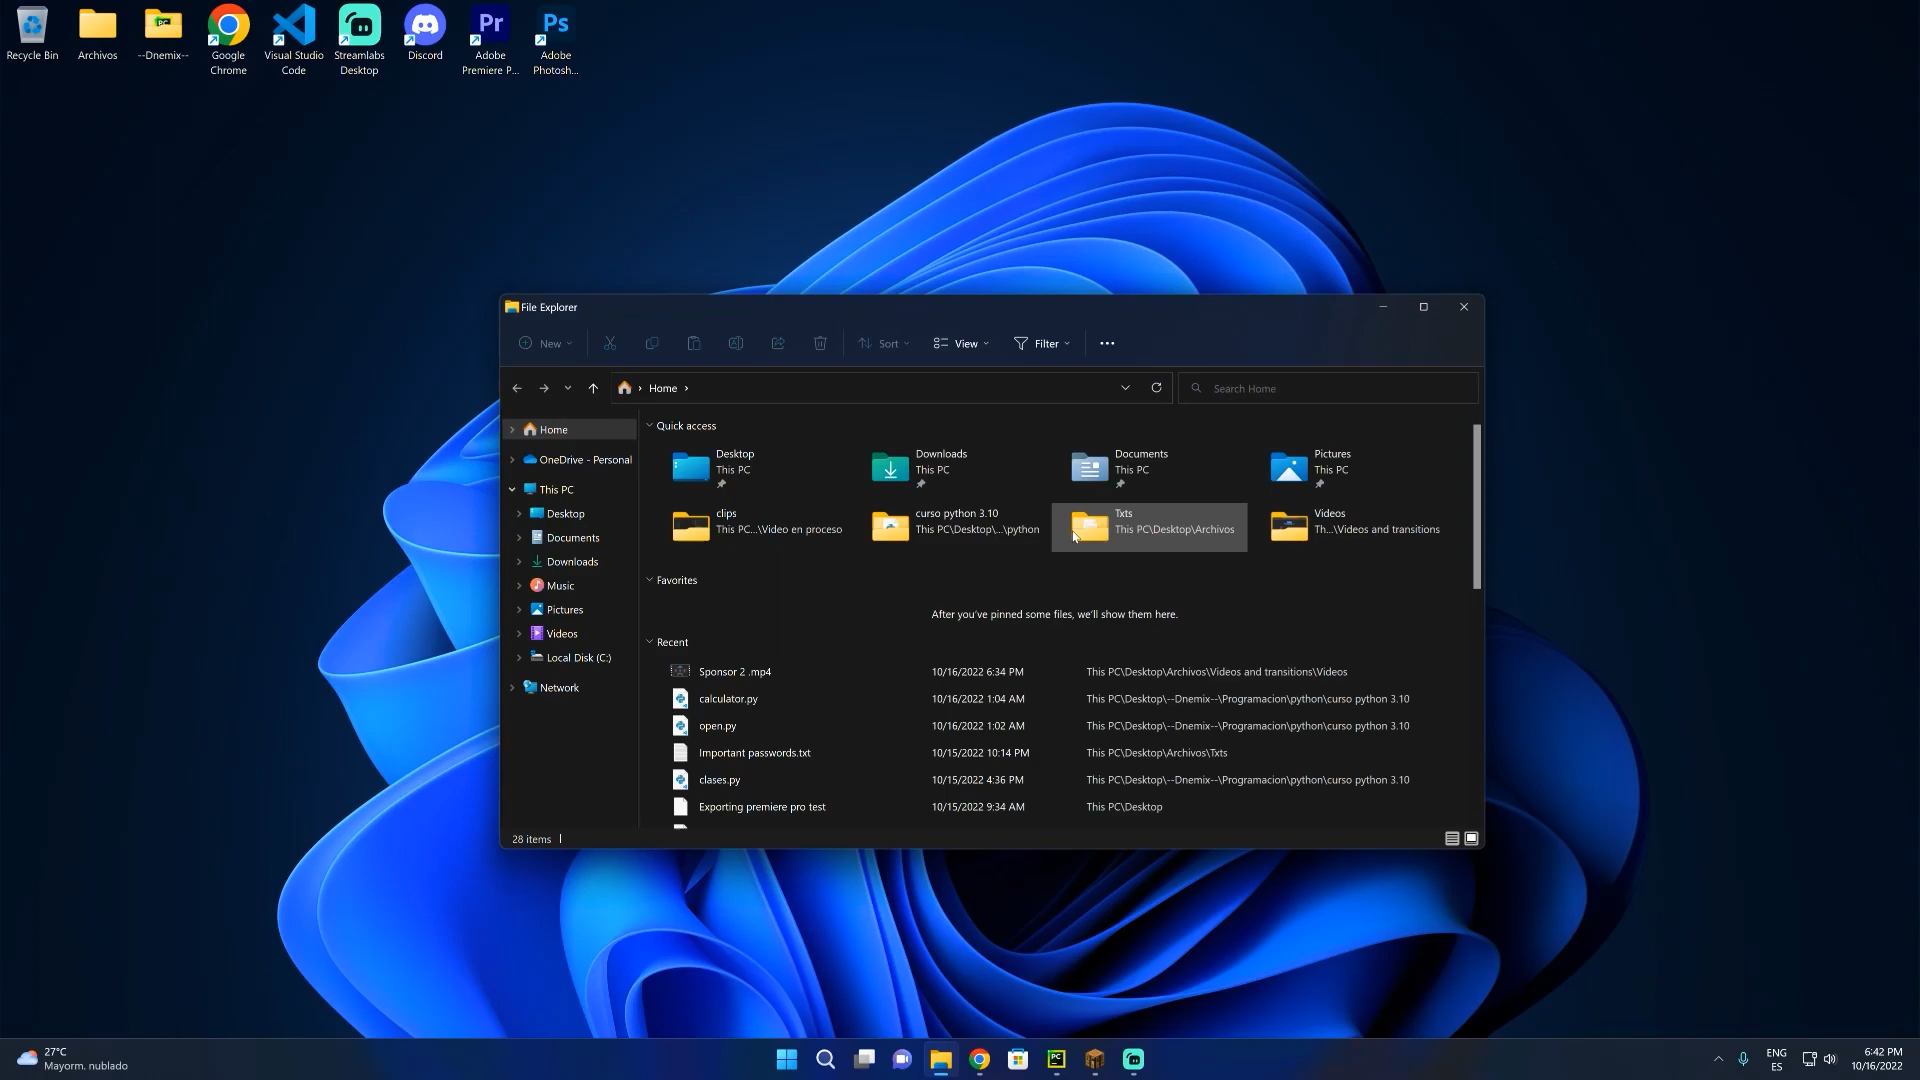 Recycle Bin
Archivos
--Dnemix--
Google
Chrome
Visual Studio
Code
Streamlabs
Desktop
Discord
Pr
Adobe
Premiere P...
Ps
Adobe
Photosh...
File Explorer
New
Sort
View
Filter
Home
Search Home
Home
OneDrive - Personal
This PC
Desktop
Documents
Downloads
Music
Pictures
Videos
Local Disk (C:)
Network
Quick access
Desktop
This PC
Downloads
This PC
Documents
This PC
Pictures
This PC
clips
This PC...\Video en proceso
curso python 3.10
This PC\Desktop\...\python
Txts
This PC\Desktop\Archivos
Videos
Th...\Videos and transitions
Favorites
After you've pinned some files, we'll show them here.
Recent
Sponsor 2 .mp4 10/16/2022 6:34 PM This PC\Desktop\Archivos\Videos and transitions\Videos
calculator.py 10/16/2022 1:04 AM This PC\Desktop\--Dnemix--\Programacion\python\curso python 3.10
open.py 10/16/2022 1:02 AM This PC\Desktop\--Dnemix--\Programacion\python\curso python 3.10
Important passwords.txt 10/15/2022 10:14 PM This PC\Desktop\Archivos\Txts
clases.py 10/15/2022 4:36 PM This PC\Desktop\--Dnemix--\Programacion\python\curso python 3.10
Exporting premiere pro test 10/15/2022 9:34 AM This PC\Desktop
28 items
27°C
Mayorm. nublado
PC
ENG
ES
6:42 PM
10/16/2022